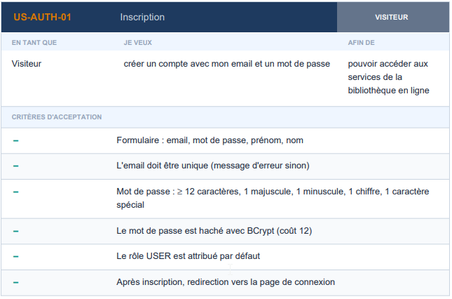 US-AUTH-01 Inscription VISITEUR
EN TANT QUE JE VEUX AFIN DE
Visiteur créer un compte avec mon email et un mot de passe pouvoir accéder aux
services de la
bibliothèque en ligne
CRITÈRES D'ACCEPTATION
– Formulaire : email, mot de passe, prénom, nom
– L'email doit être unique (message d'erreur sinon)
– Mot de passe : ≥ 12 caractères, 1 majuscule, 1 minuscule, 1 chiffre, 1 caractère
spécial
– Le mot de passe est haché avec BCrypt (coût 12)
– Le rôle USER est attribué par défaut
– Après inscription, redirection vers la page de connexion